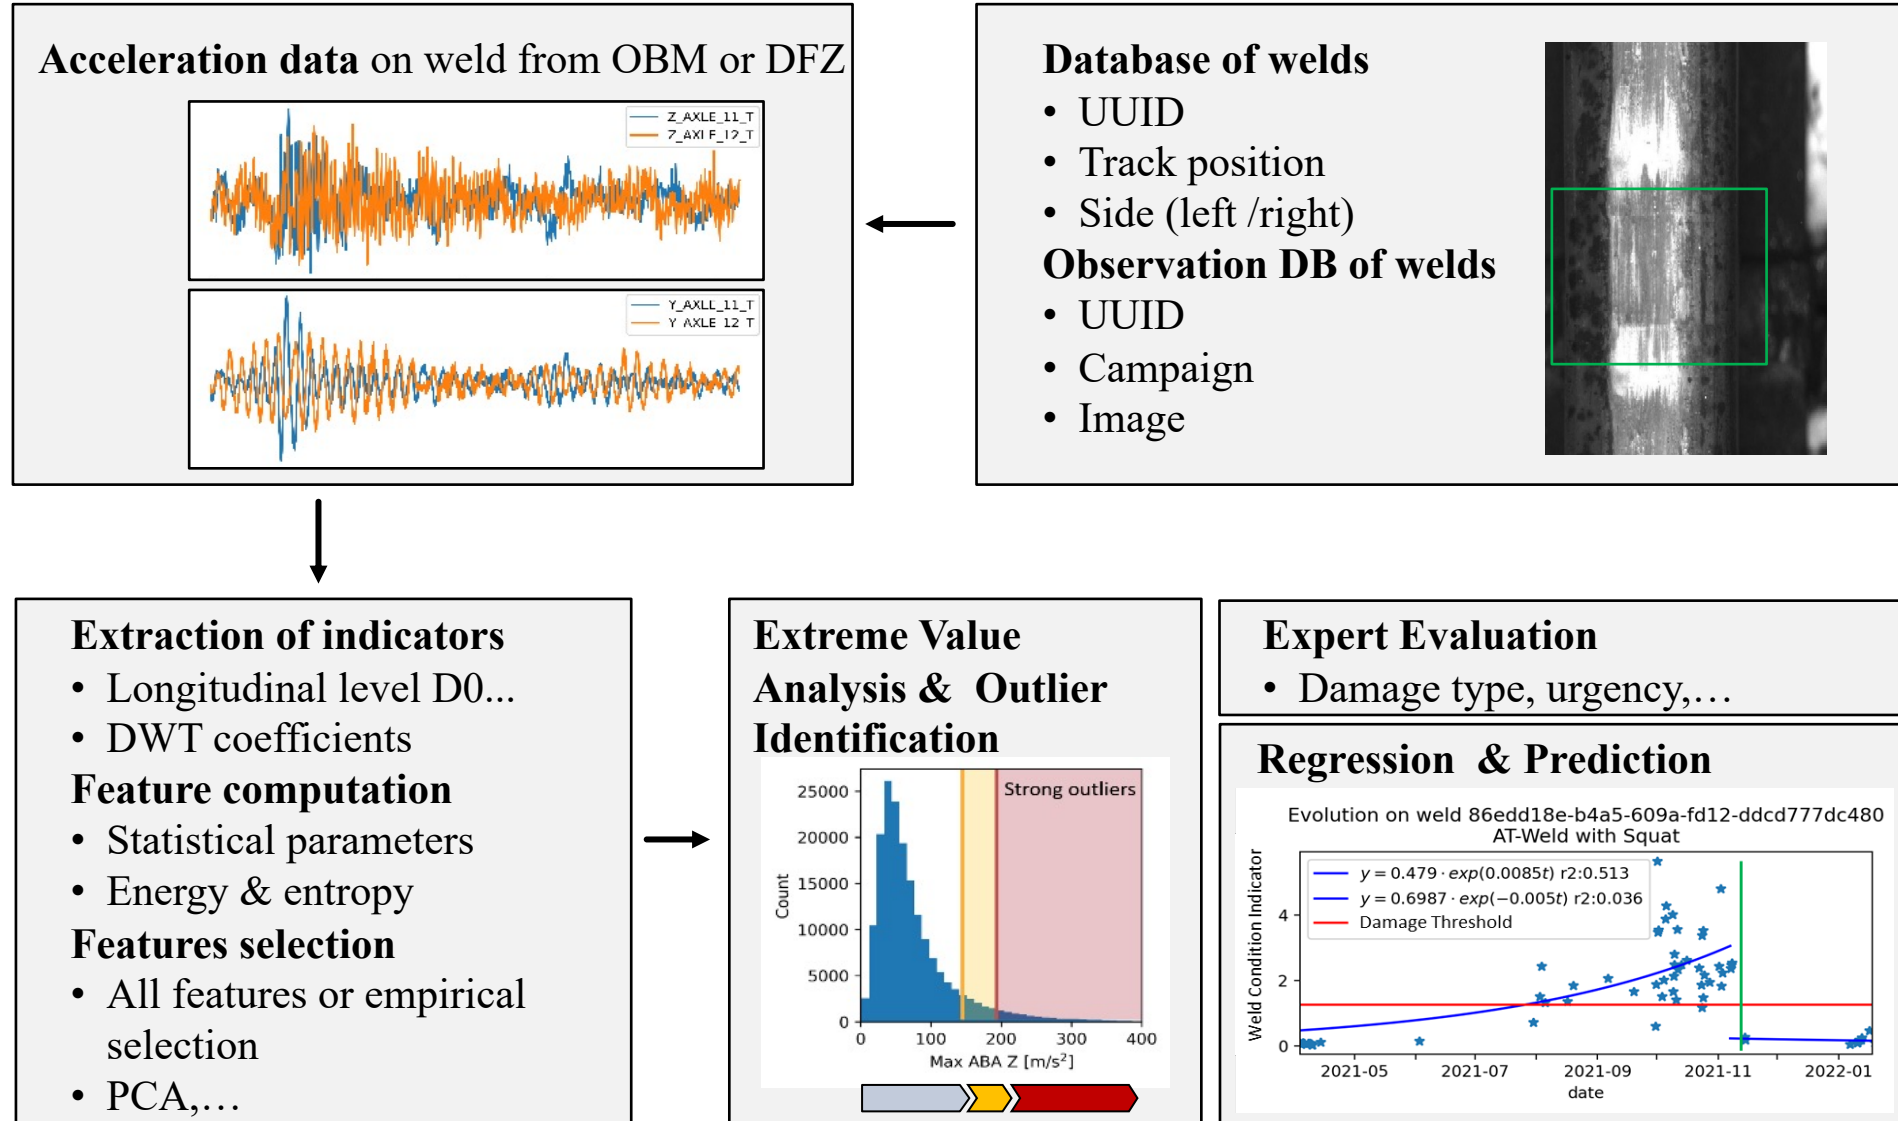 Acceleration data on weld from OBM or DFZ
Z_AXLE_11_T
Z_AXLE_12_T
Y_AXLE_11_T
Y_AXLE_12_T
Database of welds
• UUID
• Track position
• Side (left /right)
Observation DB of welds
• UUID
• Campaign
• Image
Extraction of indicators
• Longitudinal level D0...
• DWT coefficients
Feature computation
• Statistical parameters
• Energy & entropy
Features selection
• All features or empirical
selection
• PCA,…
Extreme Value
Analysis & Outlier
Identification
Strong outliers
25000
20000
15000
10000
5000
0
Count
0 100 200 300 400
Max ABA Z [m/s²]
Expert Evaluation
• Damage type, urgency,…
Regression & Prediction
Evolution on weld 86edd18e-b4a5-609a-fd12-ddcd777dc480
AT-Weld with Squat
y = 0.479 · exp(0.0085t) r2:0.513
y = 0.6987 · exp(−0.005t) r2:0.036
Damage Threshold
Weld Condition Indicator
4
2
0
2021-05 2021-07 2021-09 2021-11 2022-01
date